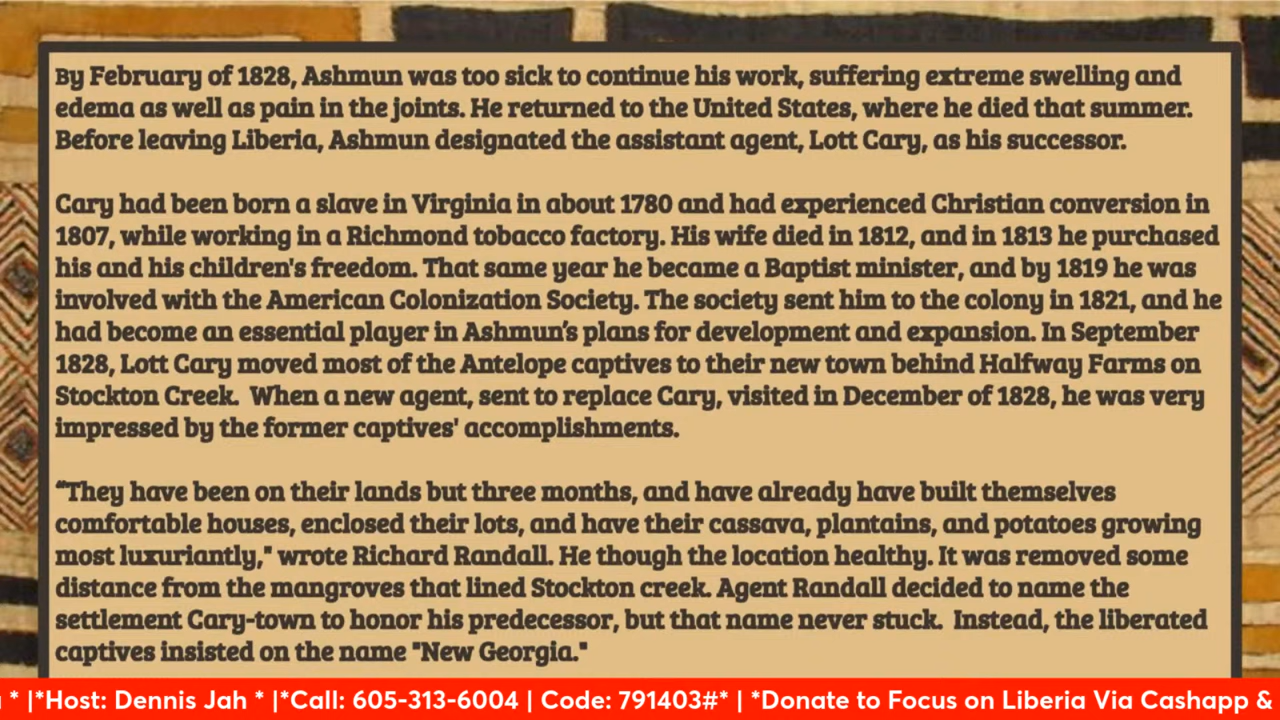 By February of 1828, Ashmun was too sick to continue his work, suffering extreme swelling and
edema as well as pain in the joints. He returned to the United States, where he died that summer.
Before leaving Liberia, Ashmun designated the assistant agent, Lott Cary, as his successor.
Cary had been born a slave in Virginia in about 1780 and had experienced Christian conversion in
1807, while working in a Richmond tobacco factory. His wife died in 1812, and in 1813 he purchased
his and his children's freedom. That same year he became a Baptist minister, and by 1819 he was
involved with the American Colonization Society. The society sent him to the colony in 1821, and he
had become an essential player in Ashmun's plans for development and expansion. In September
1828, Lott Cary moved most of the Antelope captives to their new town behind Halfway Farms on
Stockton Creek.  When a new agent, sent to replace Cary, visited in December of 1828, he was very
impressed by the former captives' accomplishments.
“They have been on their lands but three months, and have already have built themselves
comfortable houses, enclosed their lots, and have their cassava, plantains, and potatoes growing
most luxuriantly," wrote Richard Randall. He though the location healthy. It was removed some
distance from the mangroves that lined Stockton creek. Agent Randall decided to name the
settlement Cary-town to honor his predecessor, but that name never stuck.  Instead, the liberated
captives insisted on the name "New Georgia."
* |*Host: Dennis Jah * |*Call: 605-313-6004 | Code: 791403#* | *Donate to Focus on Liberia Via Cashapp &